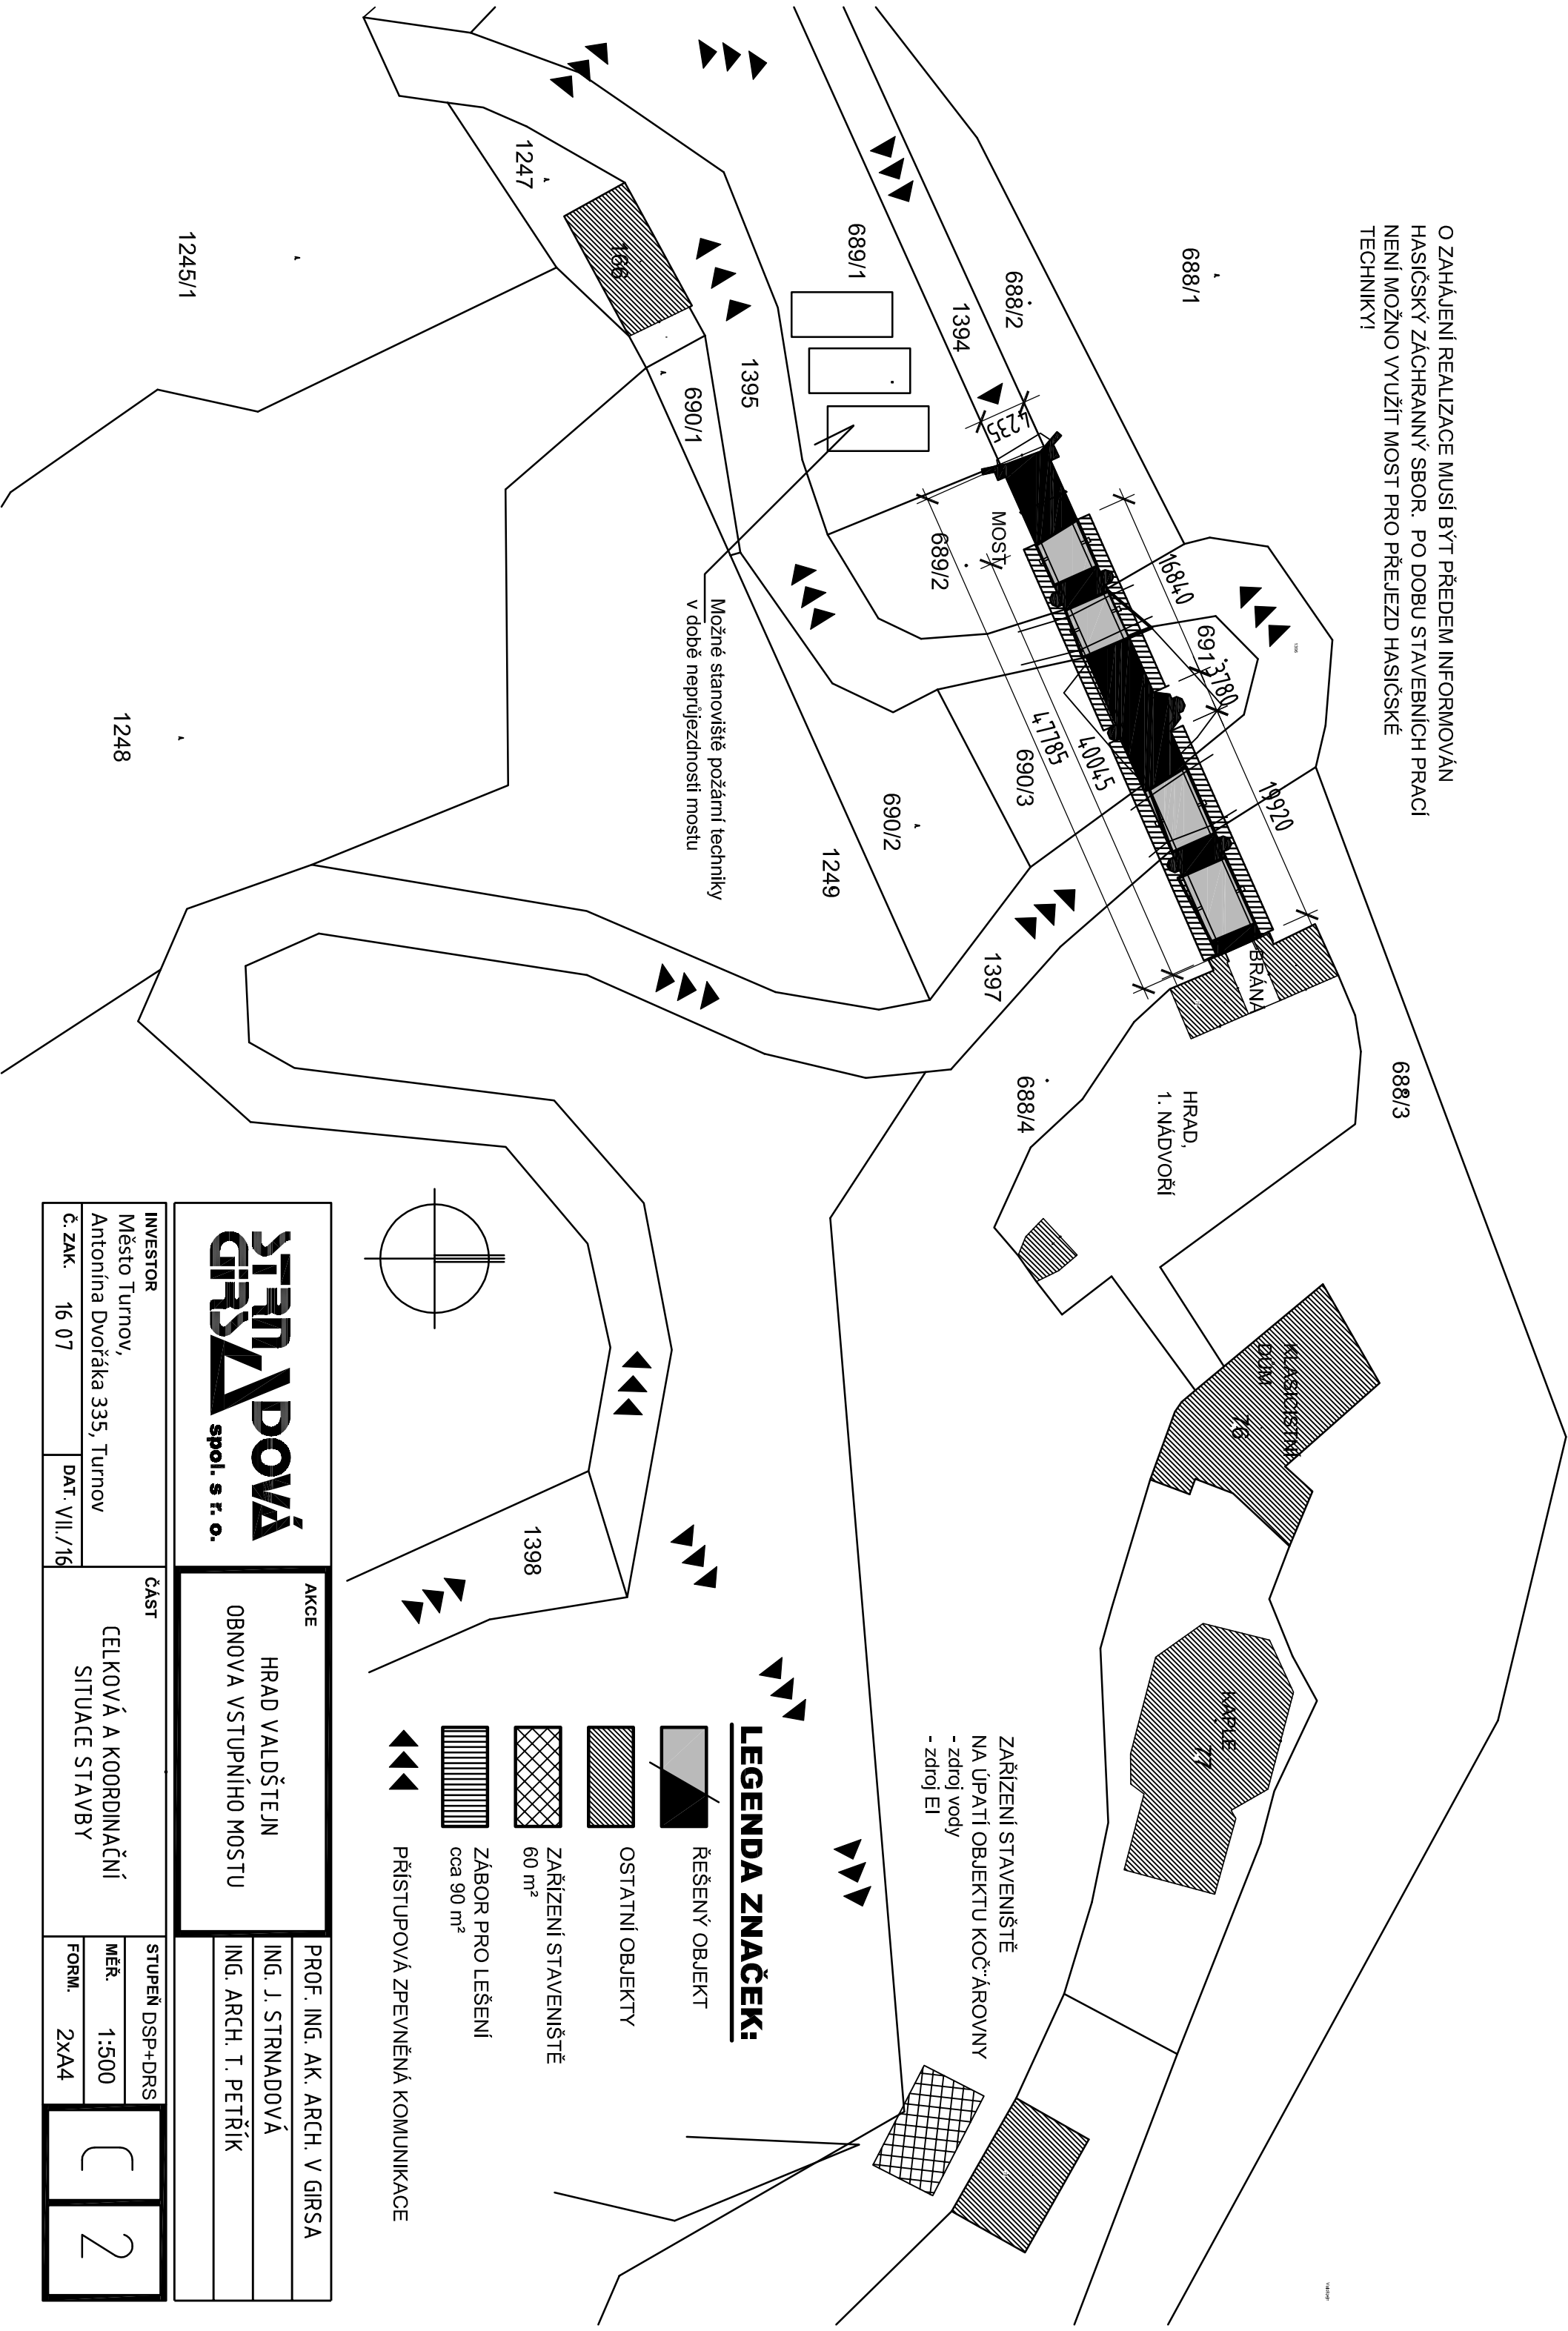 O ZAHÁJENÍ REALIZACE MUSÍ BÝT PŘEDEM INFORMOVÁN
HASIČSKÝ ZÁCHRANNÝ SBOR. PO DOBU STAVEBNÍCH PRACÍ
NENÍ MOŽNO VYUŽÍT MOST PRO PŘEJEZD HASIČSKÉ
TECHNIKY!
688/1
688/2
1394
689/1
4235
1247
166
1245/1
1395
690/1
MOST
689/2
16840
691
3780
19920
47785
40045
690/3
690/2
1249
1248
Možné stanoviště požární techniky
v době neprůjezdnosti mostu
BRÁNA
1397
688/3
688/4
HRAD,
1. NÁDVOŘÍ
KLASICISTNÍ
DŮM
76
KAPLE
77
1398
ZAŘÍZENÍ STAVENIŠTĚ
NA ÚPATÍ OBJEKTU KOČ¨ÁROVNY
- zdroj vody
- zdroj El
LEGENDA ZNAČEK:
ŘEŠENÝ OBJEKT
OSTATNÍ OBJEKTY
ZAŘÍZENÍ STAVENIŠTĚ
60 m²
ZÁBOR PRO LEŠENÍ
cca 90 m²
PŘÍSTUPOVÁ ZPEVNĚNÁ KOMUNIKACE
STRNADOVÁ
GIRSA
spol. s r. o.
AKCE
HRAD VALDŠTEJN
OBNOVA VSTUPNÍHO MOSTU
PROF. ING. AK. ARCH. V GIRSA
ING. J. STRNADOVÁ
ING. ARCH. T. PETŘÍK
INVESTOR
Město Turnov,
Antonína Dvořáka 335, Turnov
Č. ZAK. 16 07
DAT. VII./16
ČÁST
CELKOVÁ A KOORDINAČNÍ
SITUACE STAVBY
STUPEŇ DSP+DRS
MĚŘ. 1:500
FORM. 2xA4
C 2